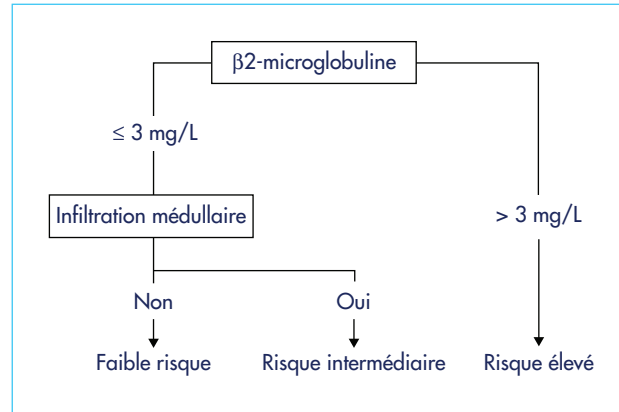 β2-microglobuline
≤ 3 mg/L
Infiltration médullaire
> 3 mg/L
Non
Oui
Faible risque
Risque intermédiaire
Risque élevé